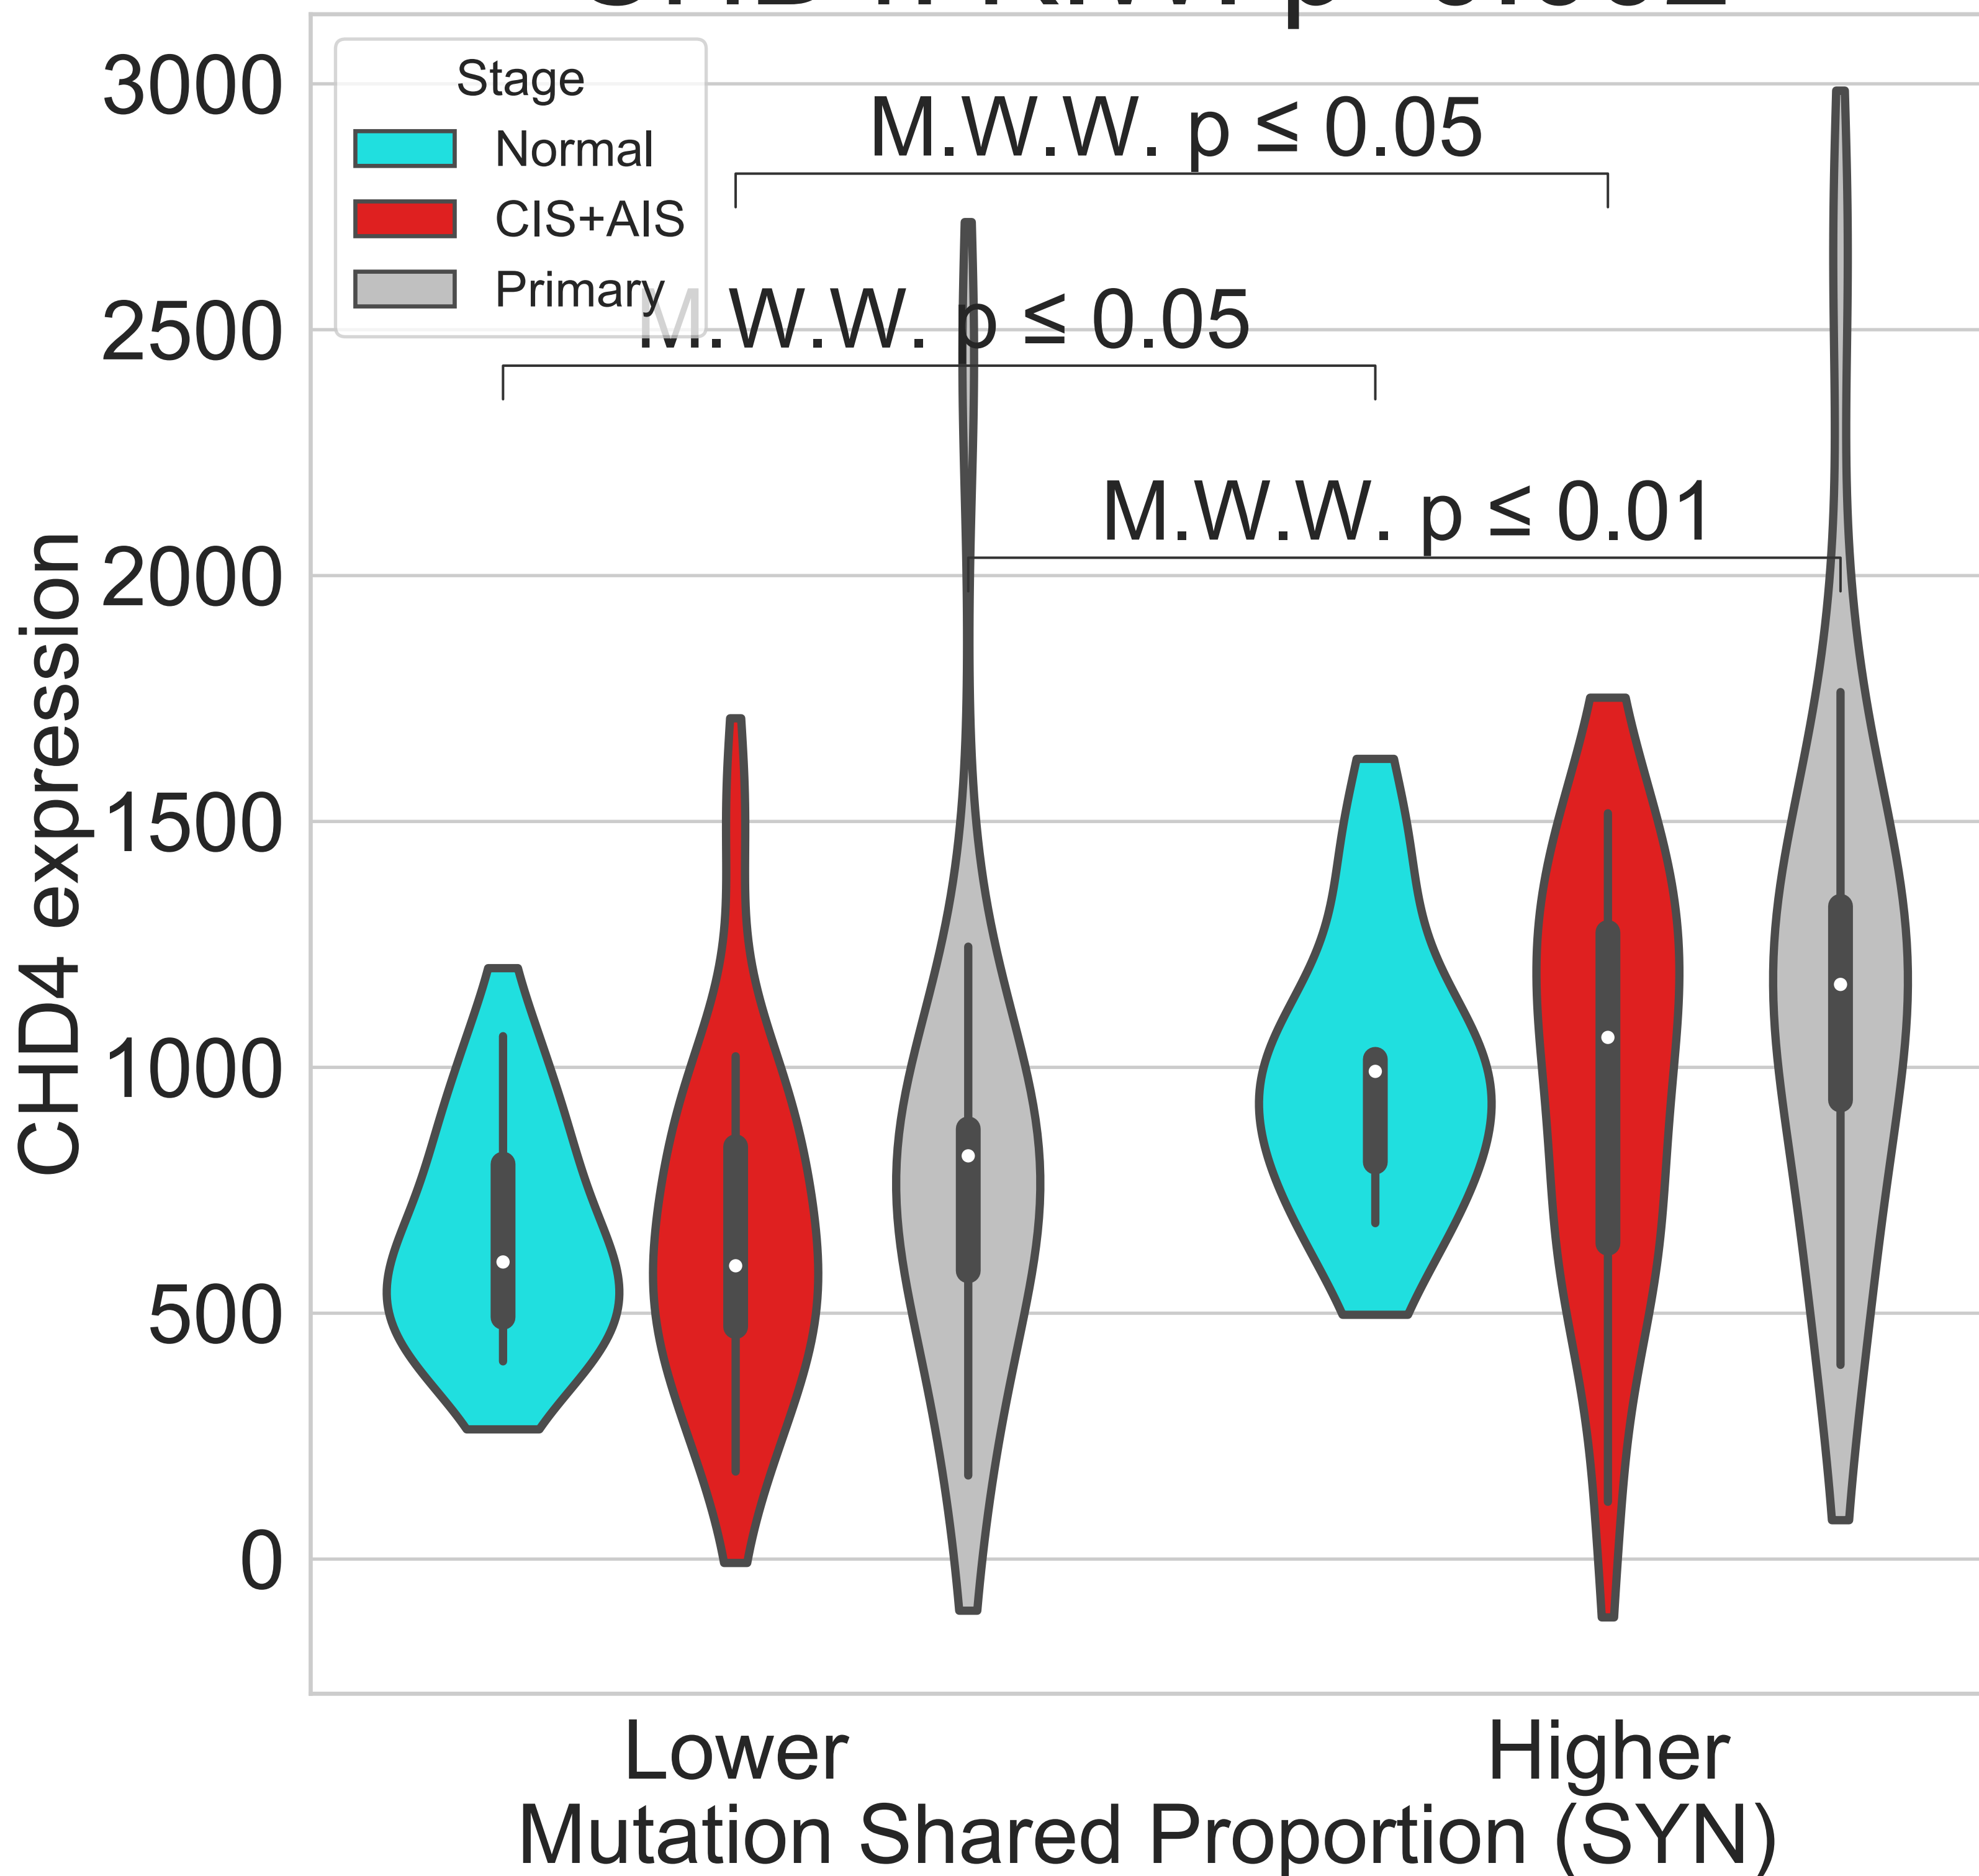 3000
2500
2000
1500
1000
500
0
CHD4 expression
Stage
Normal
CIS+AIS
Primary
M.W.W. p ≤ 0.05
M.W.W. p ≤ 0.05
M.W.W. p ≤ 0.01
Lower
Higher
Mutation Shared Proportion (SYN)